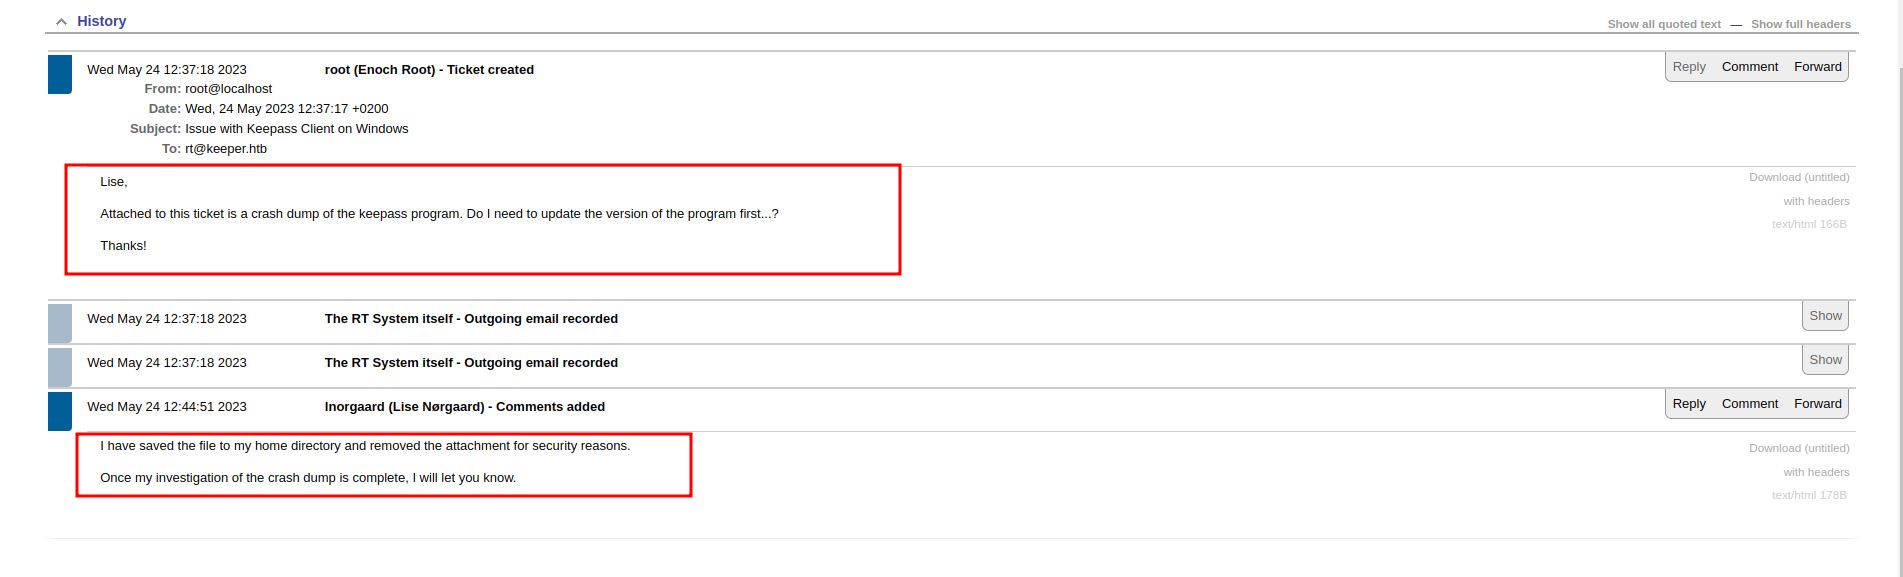 History
Show all quoted text — Show full headers
Wed May 24 12:37:18 2023 root (Enoch Root) - Ticket created Reply Comment Forward
From: root@localhost
Date: Wed, 24 May 2023 12:37:17 +0200
Subject: Issue with Keepass Client on Windows
To: rt@keeper.htb
Lise,
Download (untitled)
with headers
text/html 166B
Attached to this ticket is a crash dump of the keepass program. Do I need to update the version of the program first...?
Thanks!
Wed May 24 12:37:18 2023 The RT System itself - Outgoing email recorded Show
Wed May 24 12:37:18 2023 The RT System itself - Outgoing email recorded Show
Wed May 24 12:44:51 2023 lnorgaard (Lise Nørgaard) - Comments added Reply Comment Forward
I have saved the file to my home directory and removed the attachment for security reasons.
Once my investigation of the crash dump is complete, I will let you know.
Download (untitled)
with headers
text/html 178B